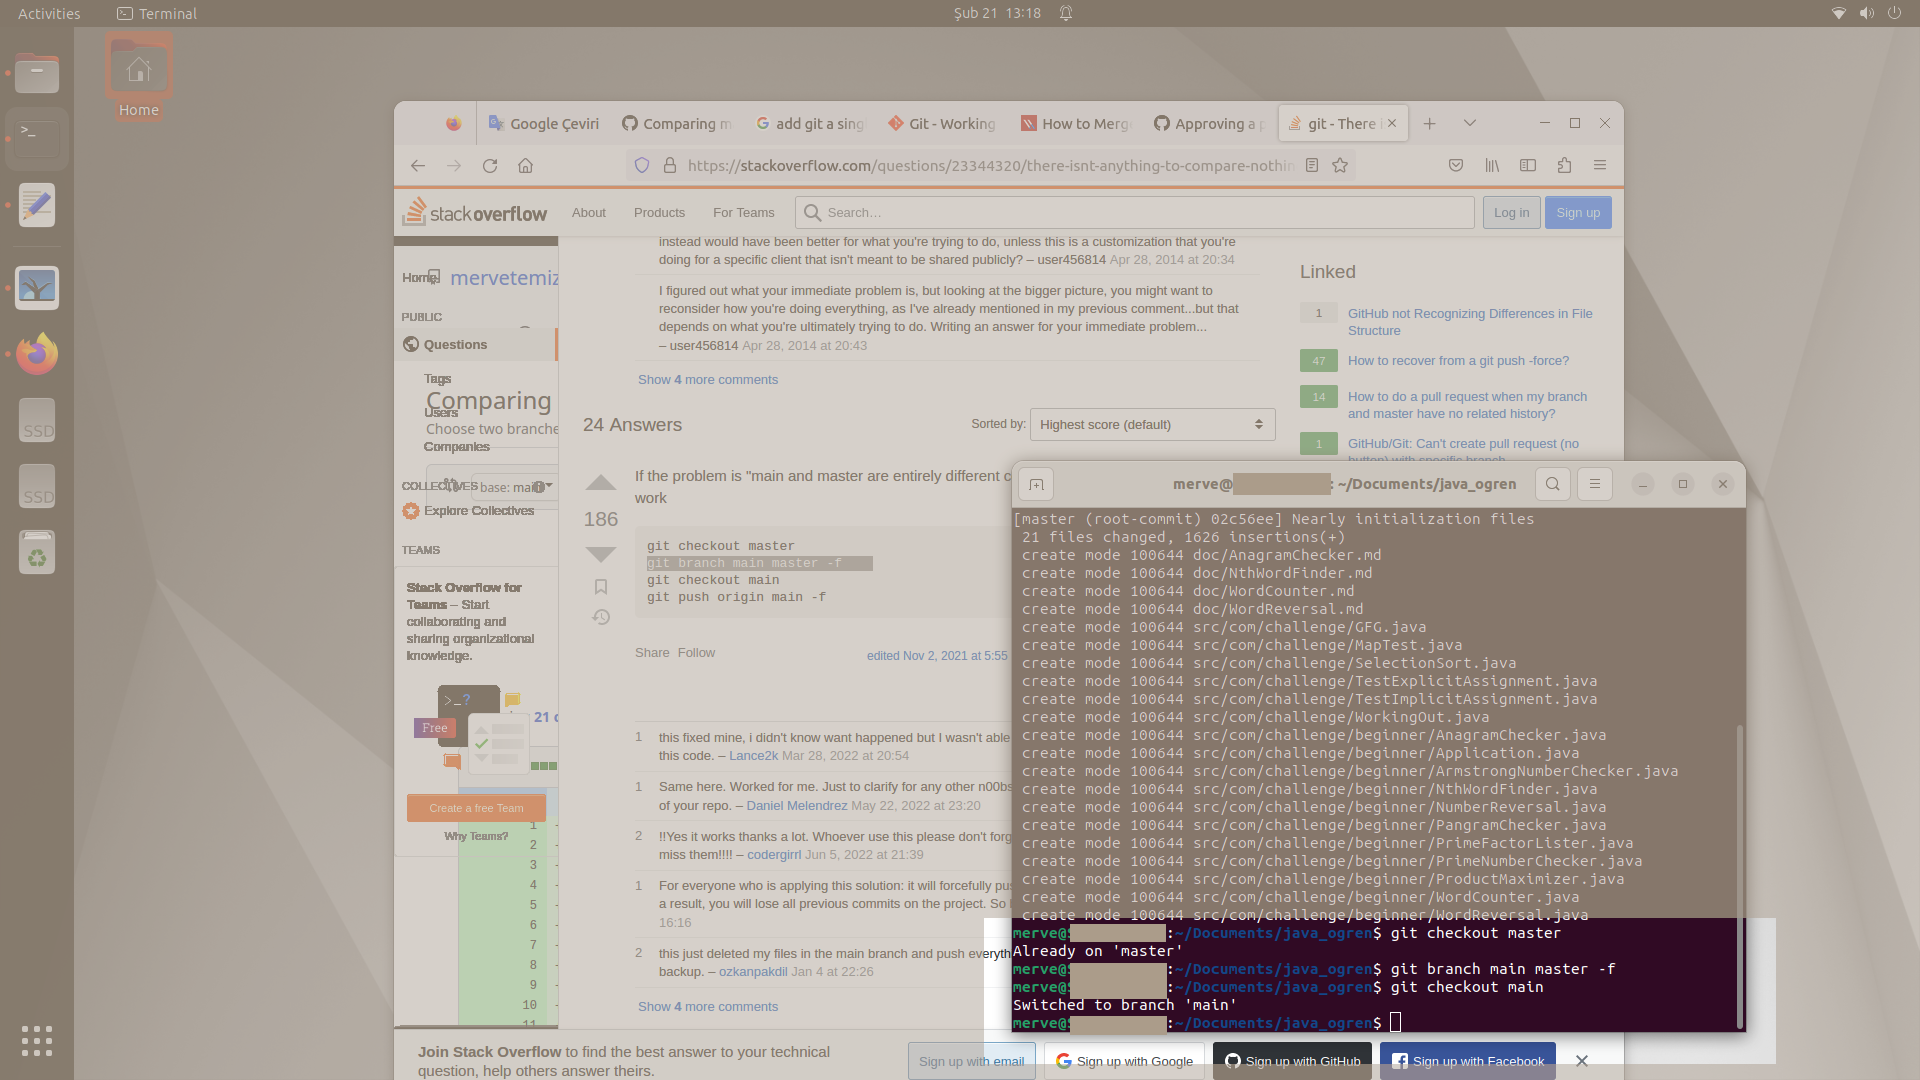 Activities
Terminal
Şub 21 13:18
Home
Google Çeviri
Comparing m
add git a sing
Git - Working
How to Merg
Approving a p
git - There i
https://stackoverflow.com/questions/23344320/there-isnt-anything-to-compare-nothin
stackoverflow
About
Products
For Teams
Search…
Log in
Sign up
Home
mervetemiz
PUBLIC
Questions
Tags
Comparing
Users
Choose two branche
Companies
COLLECTIVES
base: main
Explore Collectives
TEAMS
Stack Overflow for
Teams – Start
collaborating and
sharing organizational
knowledge.
>_?
Free
21 c
Create a free Team
Why Teams?
1
2
3
4
5
6
7
8
9
10
11
instead would have been better for what you're trying to do, unless this is a customization that you're
doing for a specific client that isn't meant to be shared publicly? – user456814 Apr 28, 2014 at 20:34
I figured out what your immediate problem is, but looking at the bigger picture, you might want to
reconsider how you're doing everything, as I've already mentioned in my previous comment...but that
depends on what you're ultimately trying to do. Writing an answer for your immediate problem...
– user456814 Apr 28, 2014 at 20:43
Show 4 more comments
24 Answers
Sorted by:
Highest score (default)
186
If the problem is "main and master are entirely different c
work
git checkout master
git branch main master -f
git checkout main
git push origin main -f
Share Follow
edited Nov 2, 2021 at 5:55
1 this fixed mine, i didn't know want happened but I wasn't able
this code. – Lance2k Mar 28, 2022 at 20:54
1 Same here. Worked for me. Just to clarify for any other n00bs
of your repo. – Daniel Melendrez May 22, 2022 at 23:20
2 !!Yes it works thanks a lot. Whoever use this please don't forg
miss them!!!! – codergirrl Jun 5, 2022 at 21:39
1 For everyone who is applying this solution: it will forcefully pu
a result, you will lose all previous commits on the project. So
16:16
2 this just deleted my files in the main branch and push everyth
backup. – ozkanpakdil Jan 4 at 22:26
Show 4 more comments
Linked
1 GitHub not Recognizing Differences in File
Structure
47 How to recover from a git push -force?
14 How to do a pull request when my branch
and master have no related history?
1 GitHub/Git: Can't create pull request (no
button) with specific branch
merve@ : ~/Documents/java_ogren
[master (root-commit) 02c56ee] Nearly initialization files
21 files changed, 1626 insertions(+)
create mode 100644 doc/AnagramChecker.md
create mode 100644 doc/NthWordFinder.md
create mode 100644 doc/WordCounter.md
create mode 100644 doc/WordReversal.md
create mode 100644 src/com/challenge/GFG.java
create mode 100644 src/com/challenge/MapTest.java
create mode 100644 src/com/challenge/SelectionSort.java
create mode 100644 src/com/challenge/TestExplicitAssignment.java
create mode 100644 src/com/challenge/TestImplicitAssignment.java
create mode 100644 src/com/challenge/WorkingOut.java
create mode 100644 src/com/challenge/beginner/AnagramChecker.java
create mode 100644 src/com/challenge/beginner/Application.java
create mode 100644 src/com/challenge/beginner/ArmstrongNumberChecker.java
create mode 100644 src/com/challenge/beginner/NthWordFinder.java
create mode 100644 src/com/challenge/beginner/NumberReversal.java
create mode 100644 src/com/challenge/beginner/PangramChecker.java
create mode 100644 src/com/challenge/beginner/PrimeFactorLister.java
create mode 100644 src/com/challenge/beginner/PrimeNumberChecker.java
create mode 100644 src/com/challenge/beginner/ProductMaximizer.java
create mode 100644 src/com/challenge/beginner/WordCounter.java
create mode 100644 src/com/challenge/beginner/WordReversal.java
merve@ :~/Documents/java_ogren$ git checkout master
Already on 'master'
merve@ :~/Documents/java_ogren$ git branch main master -f
merve@ :~/Documents/java_ogren$ git checkout main
Switched to branch 'main'
merve@ :~/Documents/java_ogren$
Join Stack Overflow to find the best answer to your technical
question, help others answer theirs.
Sign up with email
Sign up with Google
Sign up with GitHub
Sign up with Facebook
SSD
SSD